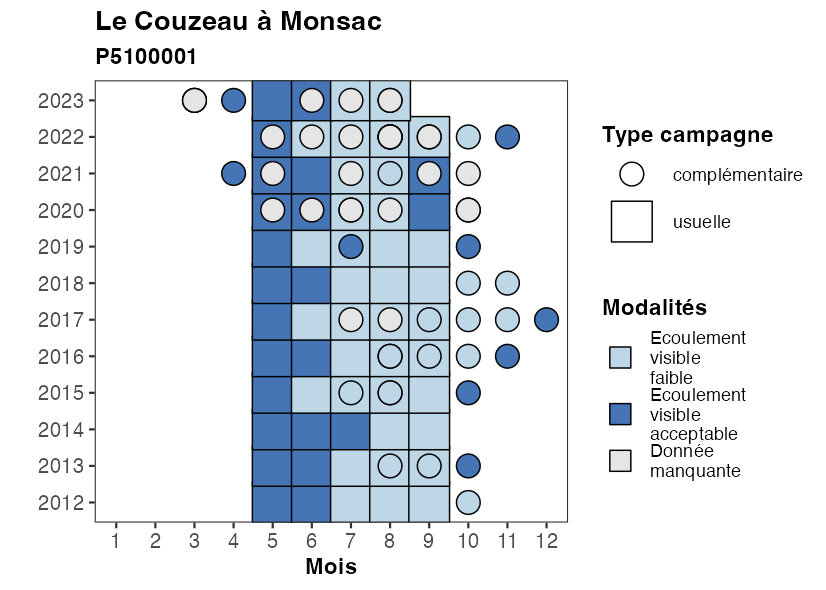 Le Couzeau à Monsac
P5100001
2023
2022
2021
2020
2019
2018
2017
2016
2015
2014
2013
2012
1 2 3 4 5 6 7 8 9 10 11 12
Mois
Type campagne
complémentaire
usuelle
Modalités
Ecoulement
visible
faible
Ecoulement
visible
acceptable
Donnée
manquante